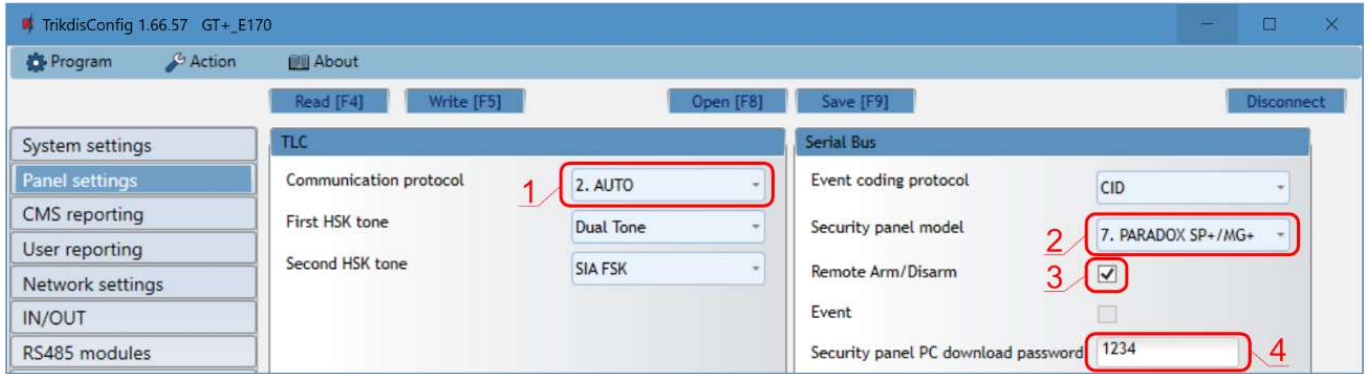 TrikdisConfig 1.66.57 GT+_E170
Program Action About
Read [F4] Write [F5] Open [F8] Save [F9] Disconnect
System settings
Panel settings
CMS reporting
User reporting
Network settings
IN/OUT
RS485 modules
TLC
Communication protocol 1 2. AUTO
First HSK tone Dual Tone
Second HSK tone SIA FSK
Serial Bus
Event coding protocol CID
Security panel model 2 7. PARADOX SP+/MG+
Remote Arm/Disarm 3
Event
Security panel PC download password 1234 4